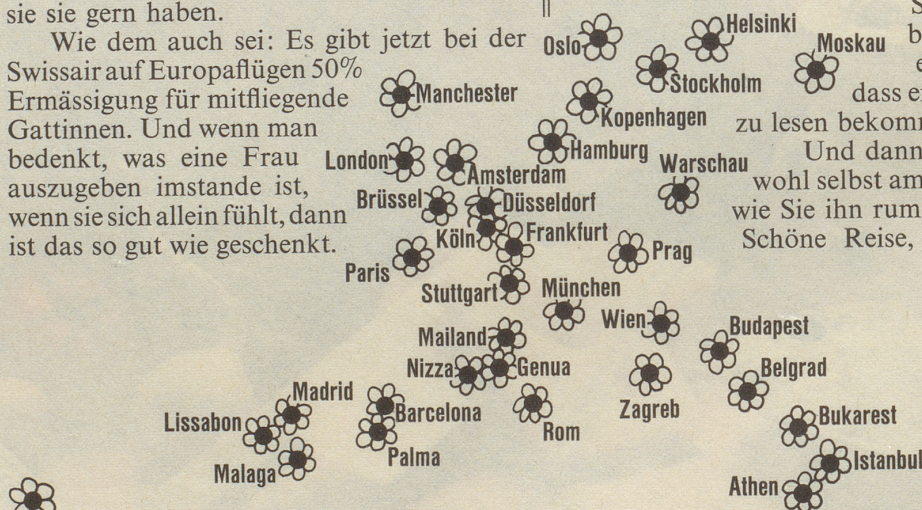 sie sie gern haben.
Wie dem auch sei: Es gibt jetzt bei der
Swissair auf Europaflügen 50%
Ermässigung für mitfliegende
Gattinnen. Und wenn man
bedenkt, was eine Frau
auszugeben imstande ist,
wenn sie sich allein fühlt, dann
ist das so gut wie geschenkt.
Oslo
Helsinki
Moskau
Stockholm
Manchester
Kopenhagen
Hamburg
London
Amsterdam
Warschau
Brüssel
Düsseldorf
Köln
Frankfurt
Prag
Paris
Stuttgart
München
Wien
Mailand
Budapest
Nizza
Genua
Belgrad
Zagreb
Madrid
Barcelona
Rom
Lissabon
Bukarest
Palma
Malaga
Istanbul
Athen
dass
zu lesen
Und dann
wohl selbst am
wie Sie ihn rum
Schöne Reise,